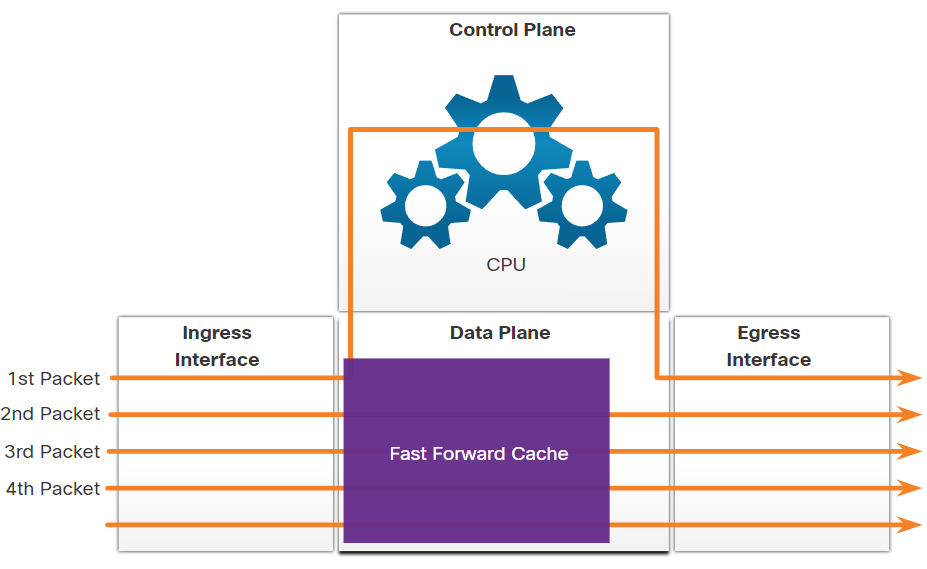 Control Plane
CPU
Ingress
Interface
Data Plane
Egress
Interface
1st Packet
2nd Packet
3rd Packet
4th Packet
Fast Forward Cache